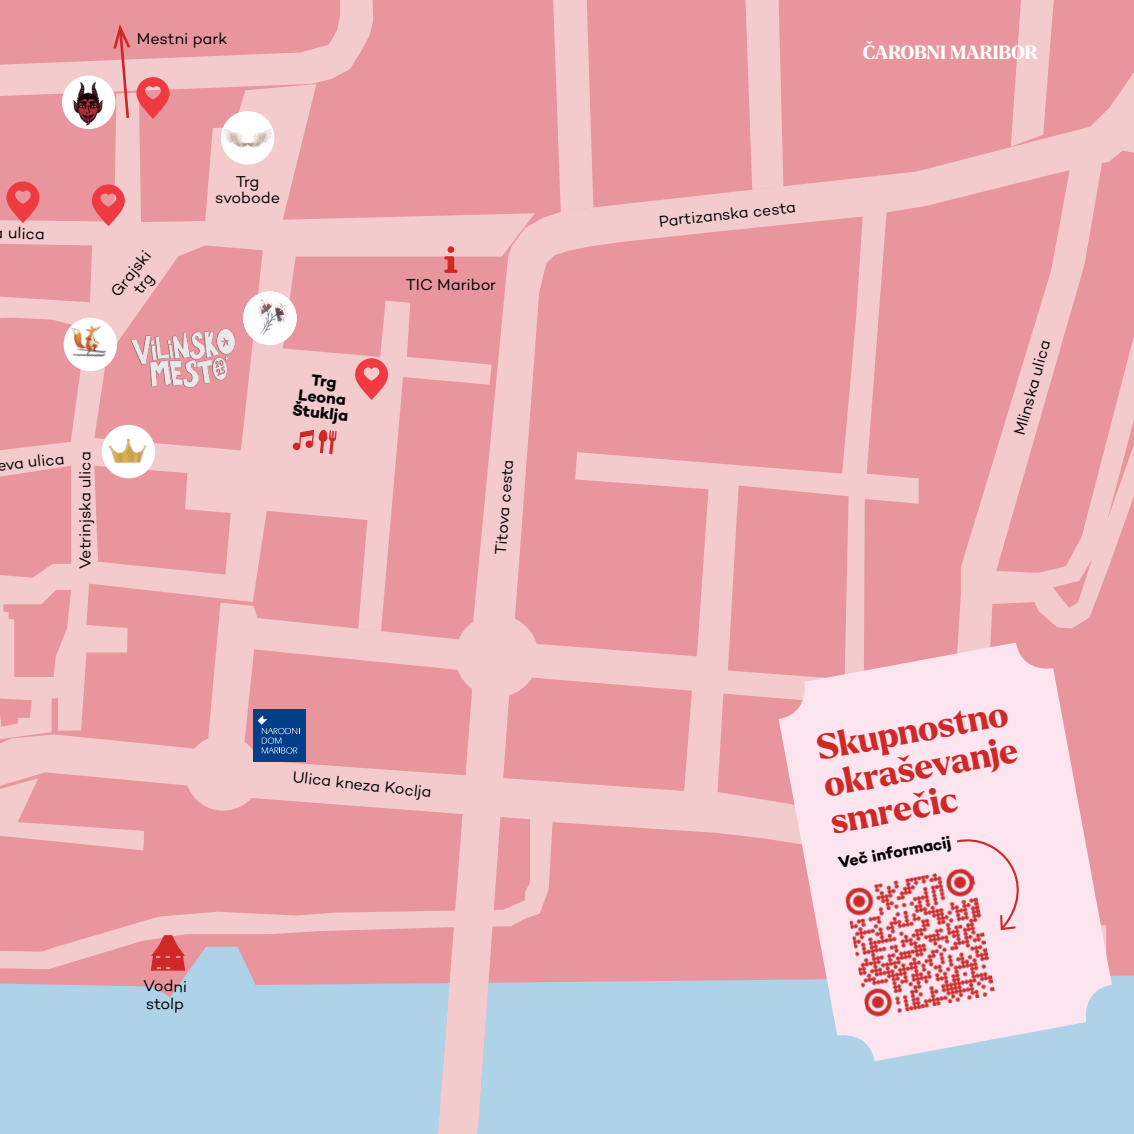 Mestni park
ČAROBNI MARIBOR
Trg
svobode
a ulica
Partizanska cesta
Grajski
trg
TIC Maribor
VILINSKO
MESTO
2025
Trg
Leona
Štuklja
Mlinska ulica
eva ulica
Vetrinjska ulica
Titova cesta
NARODNI
DOM
MARIBOR
Ulica kneza Koclja
Skupnostno
okraševanje
smrečic
Več informacij
Vodni
stolp